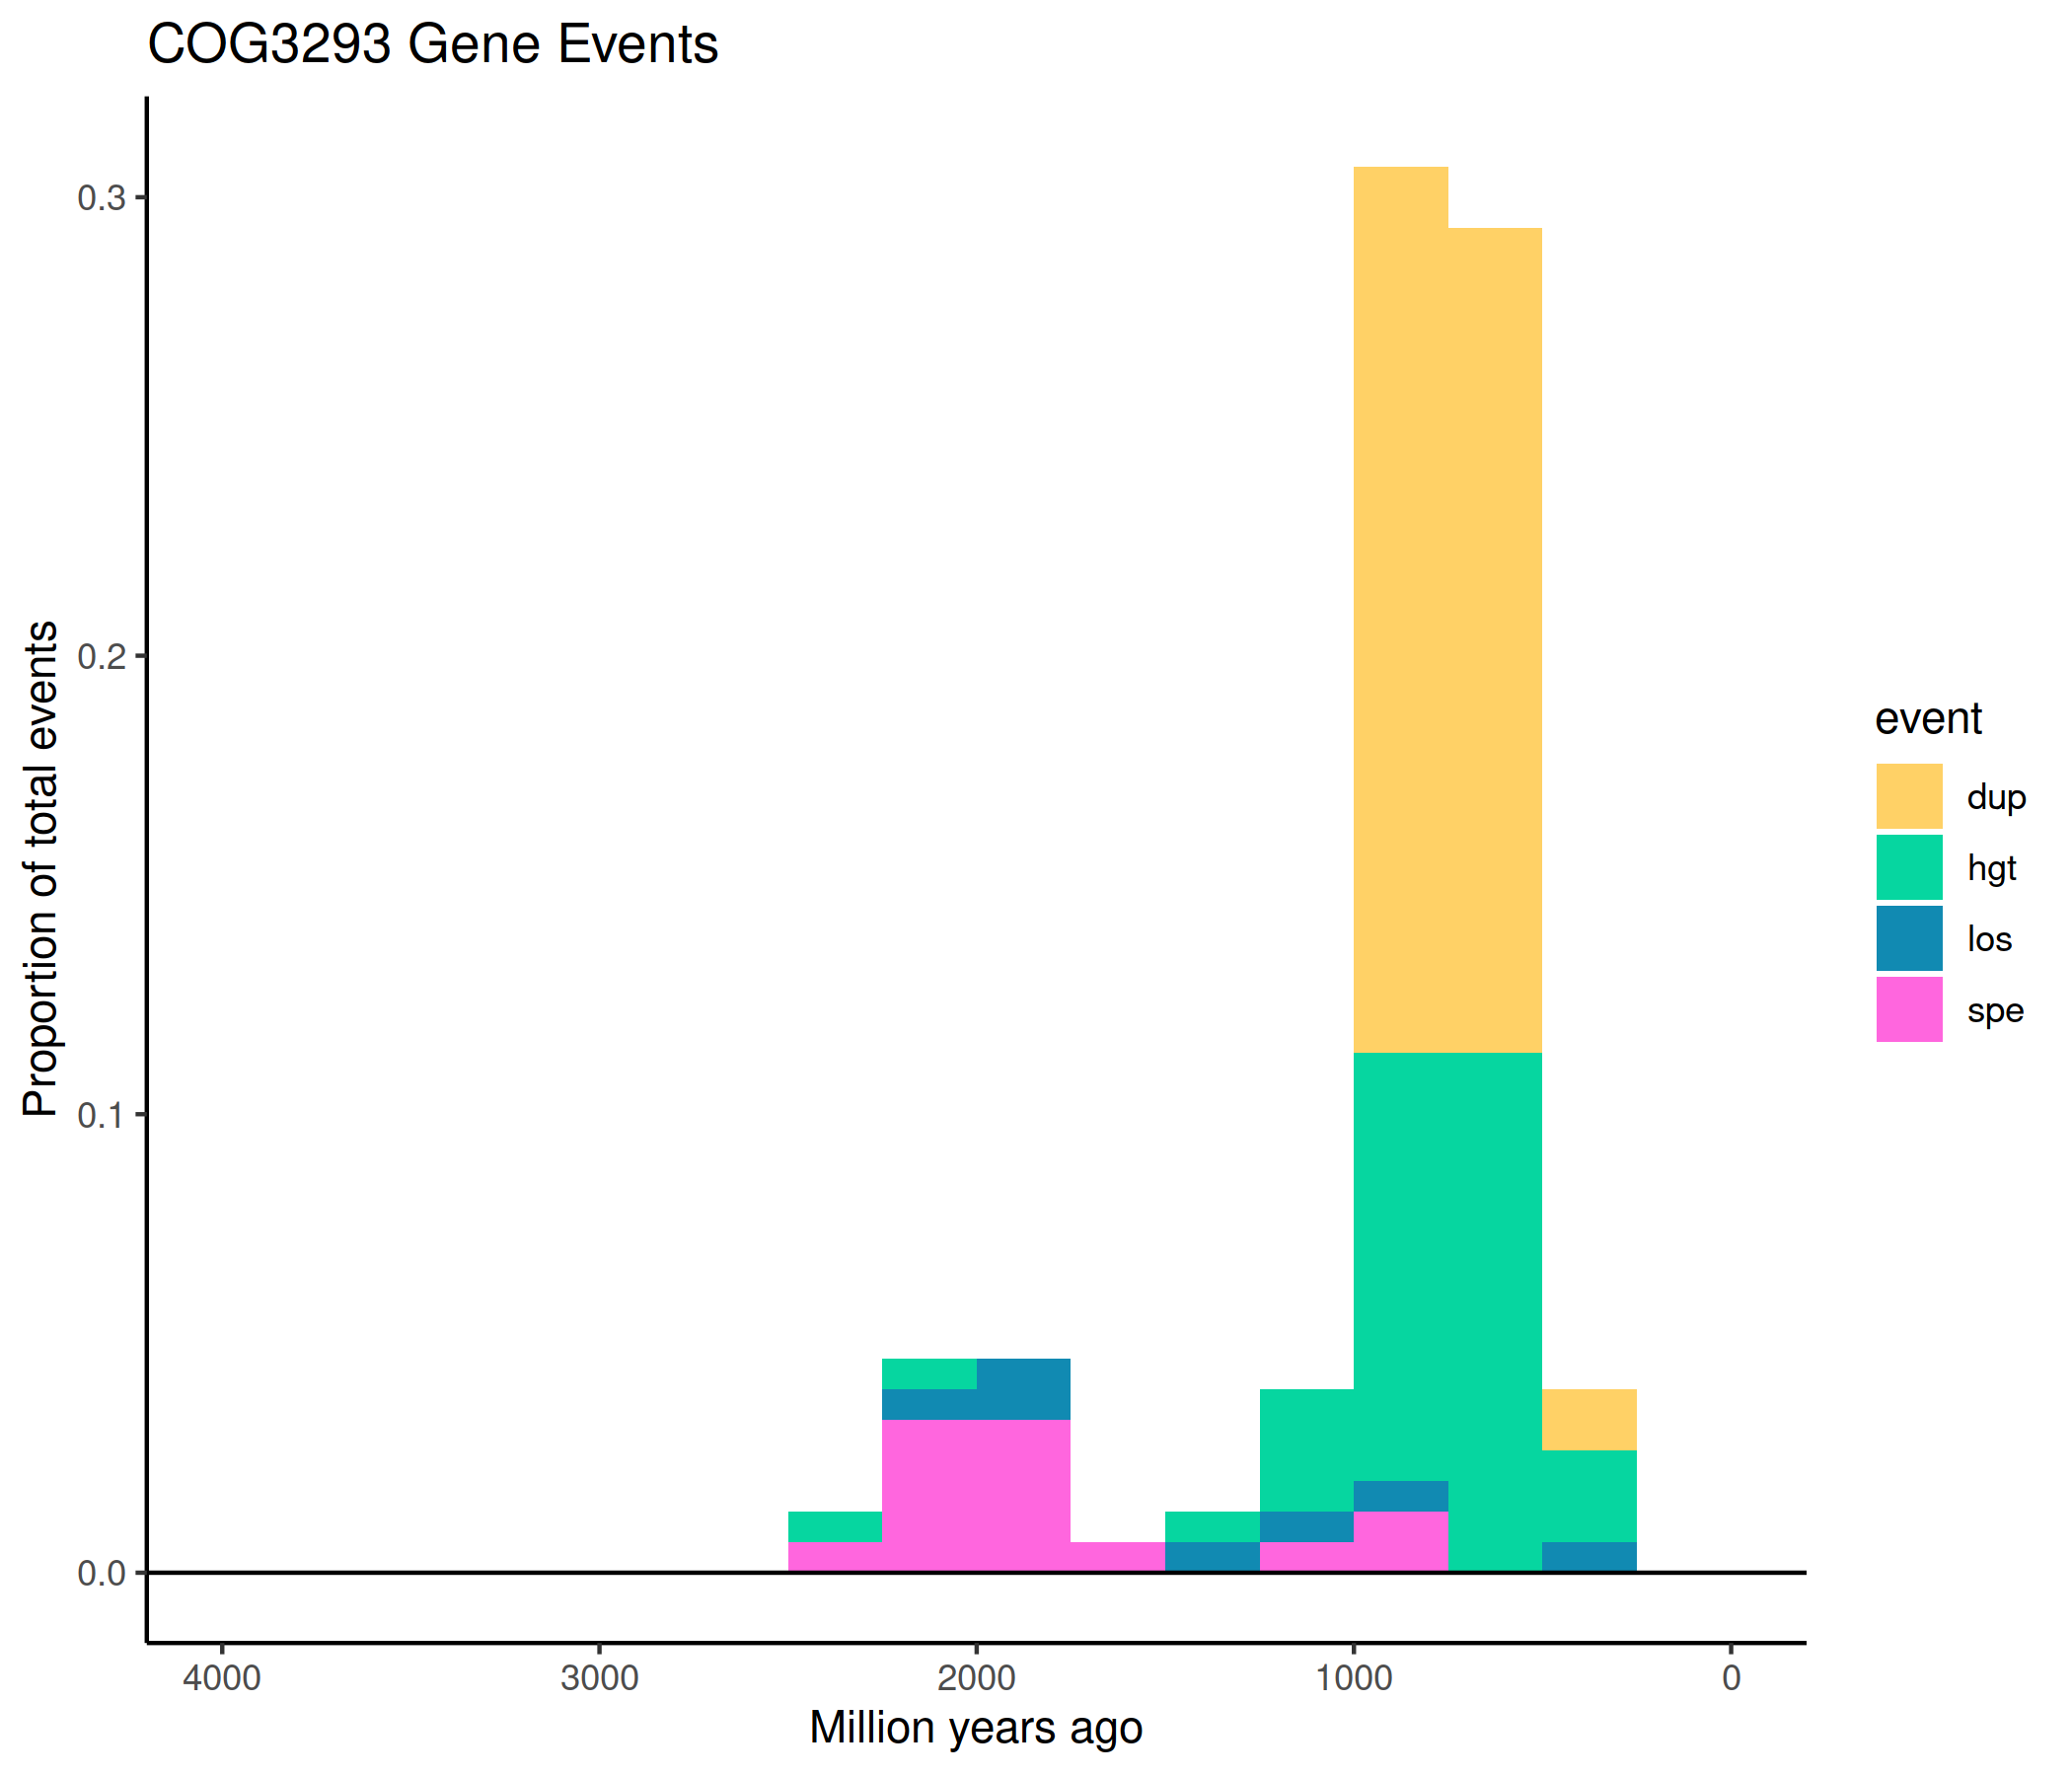 COG3293 Gene Events
Proportion of total events
0.3
0.2
0.1
0.0
4000 3000 2000 1000 0
Million years ago
event
dup
hgt
los
spe